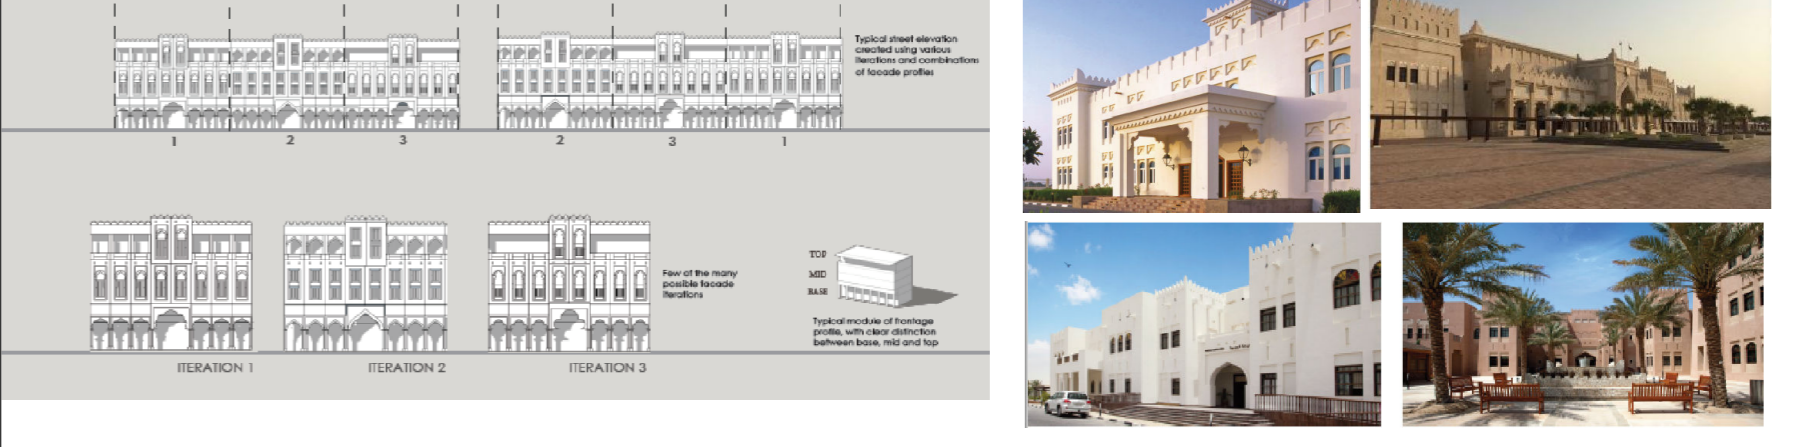 Typical street elevation
created using various
iterations and combinations
of facade profiles
1
2
3
2
3
1
Few of the many
possible facade
iterations
TOP
MID
BASE
Typical module of frontage
profile, with clear distinction
between base, mid and top
ITERATION 1
ITERATION 2
ITERATION 3